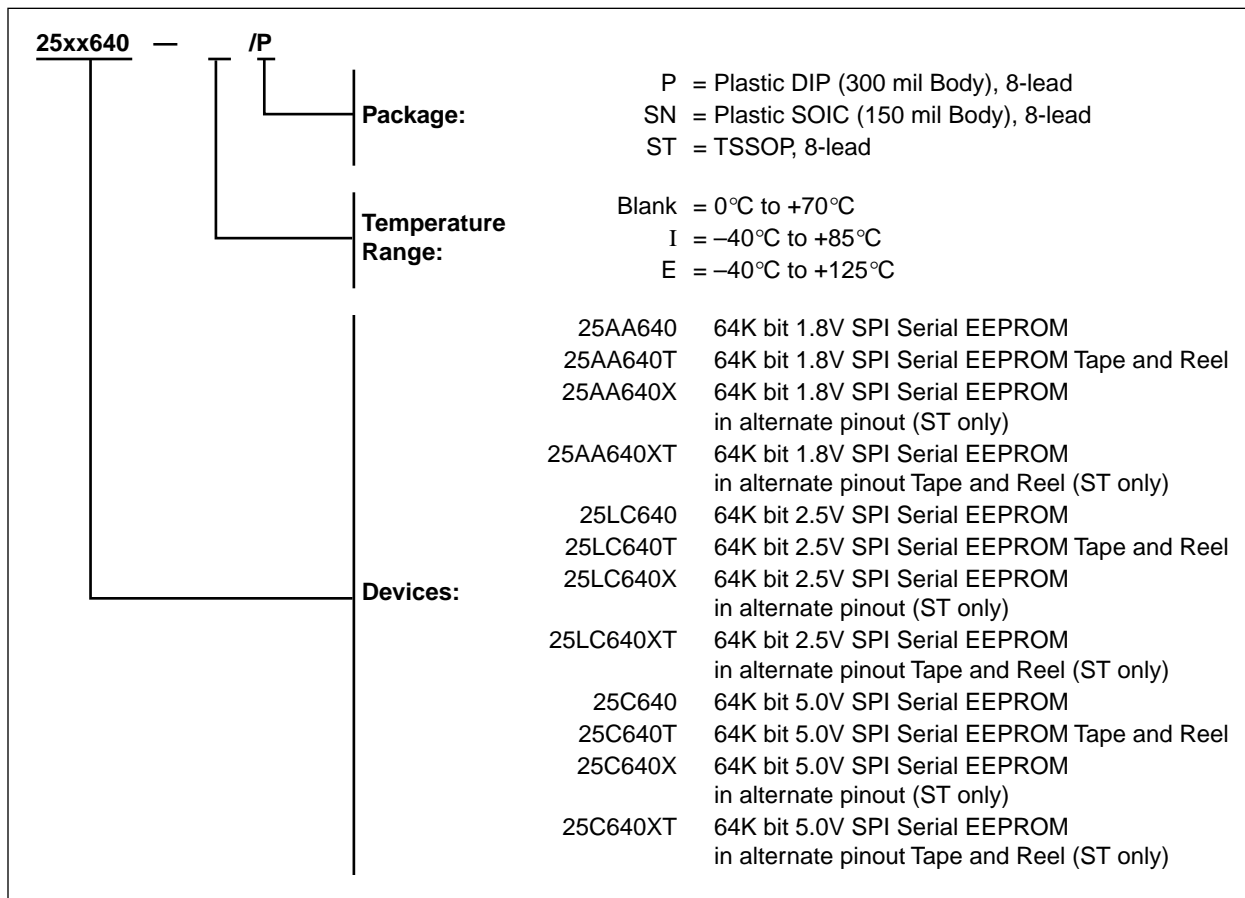 25xx640 — _ /P
Package:
P = Plastic DIP (300 mil Body), 8-lead
SN = Plastic SOIC (150 mil Body), 8-lead
ST = TSSOP, 8-lead
Temperature
Range:
Blank = 0°C to +70°C
I = –40°C to +85°C
E = –40°C to +125°C
Devices:
25AA640 64K bit 1.8V SPI Serial EEPROM
25AA640T 64K bit 1.8V SPI Serial EEPROM Tape and Reel
25AA640X 64K bit 1.8V SPI Serial EEPROM
in alternate pinout (ST only)
25AA640XT 64K bit 1.8V SPI Serial EEPROM
in alternate pinout Tape and Reel (ST only)
25LC640 64K bit 2.5V SPI Serial EEPROM
25LC640T 64K bit 2.5V SPI Serial EEPROM Tape and Reel
25LC640X 64K bit 2.5V SPI Serial EEPROM
in alternate pinout (ST only)
25LC640XT 64K bit 2.5V SPI Serial EEPROM
in alternate pinout Tape and Reel (ST only)
25C640 64K bit 5.0V SPI Serial EEPROM
25C640T 64K bit 5.0V SPI Serial EEPROM Tape and Reel
25C640X 64K bit 5.0V SPI Serial EEPROM
in alternate pinout (ST only)
25C640XT 64K bit 5.0V SPI Serial EEPROM
in alternate pinout Tape and Reel (ST only)